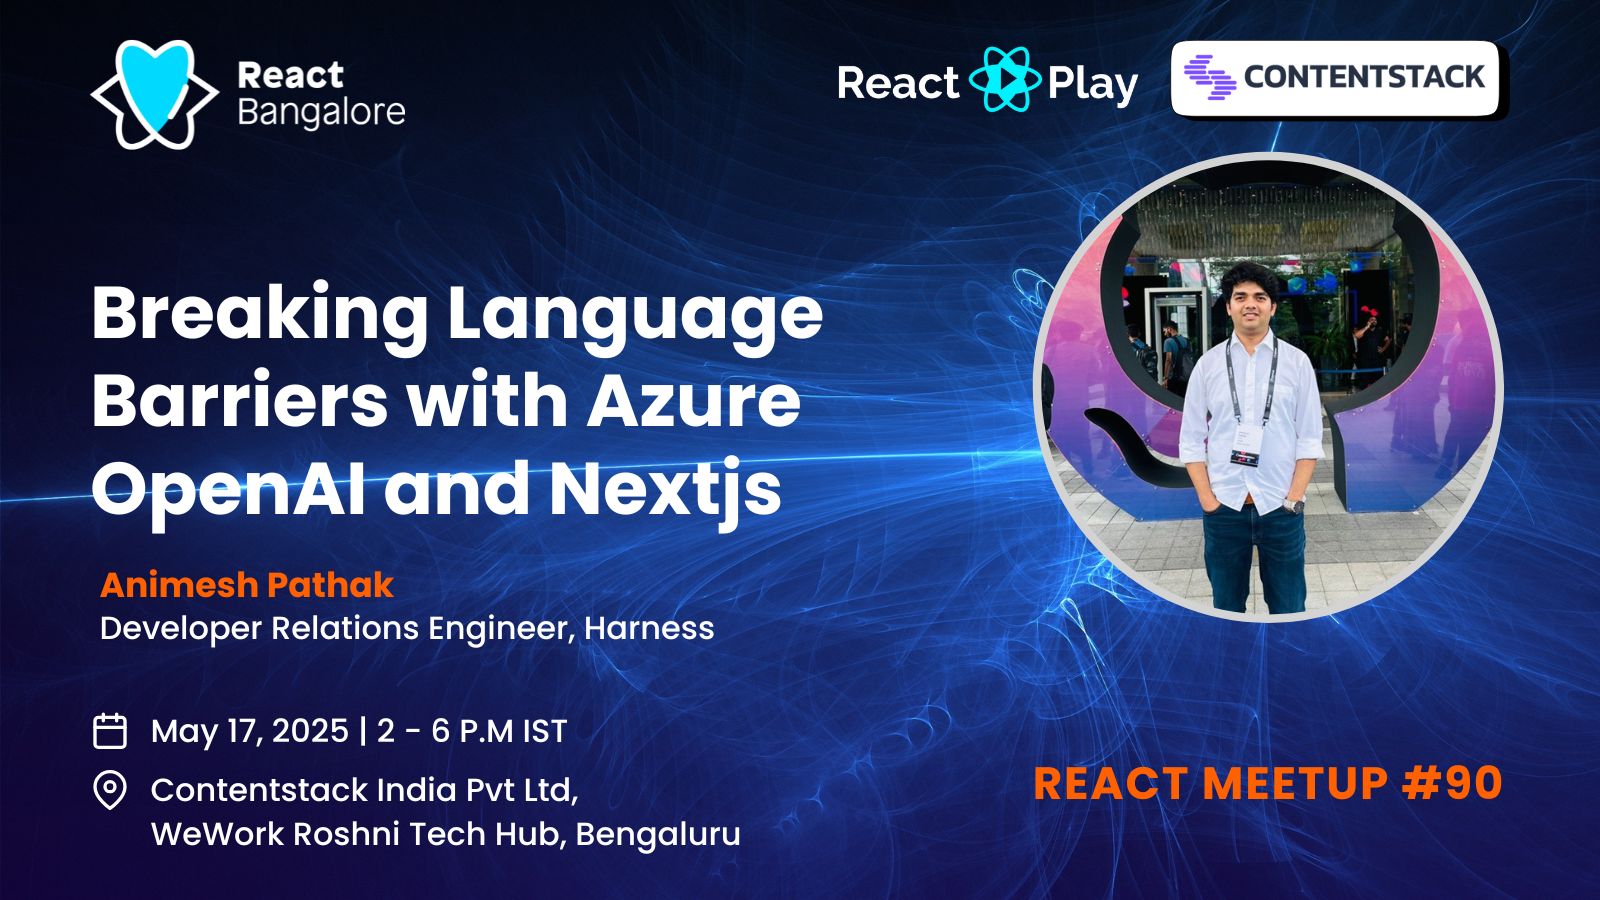 React
Bangalore
React Play
CONTENTSTACK
Breaking Language
Barriers with Azure
OpenAI and Nextjs
Animesh Pathak
Developer Relations Engineer, Harness
May 17, 2025 | 2 - 6 P.M IST
Contentstack India Pvt Ltd,
WeWork Roshni Tech Hub, Bengaluru
REACT MEETUP #90